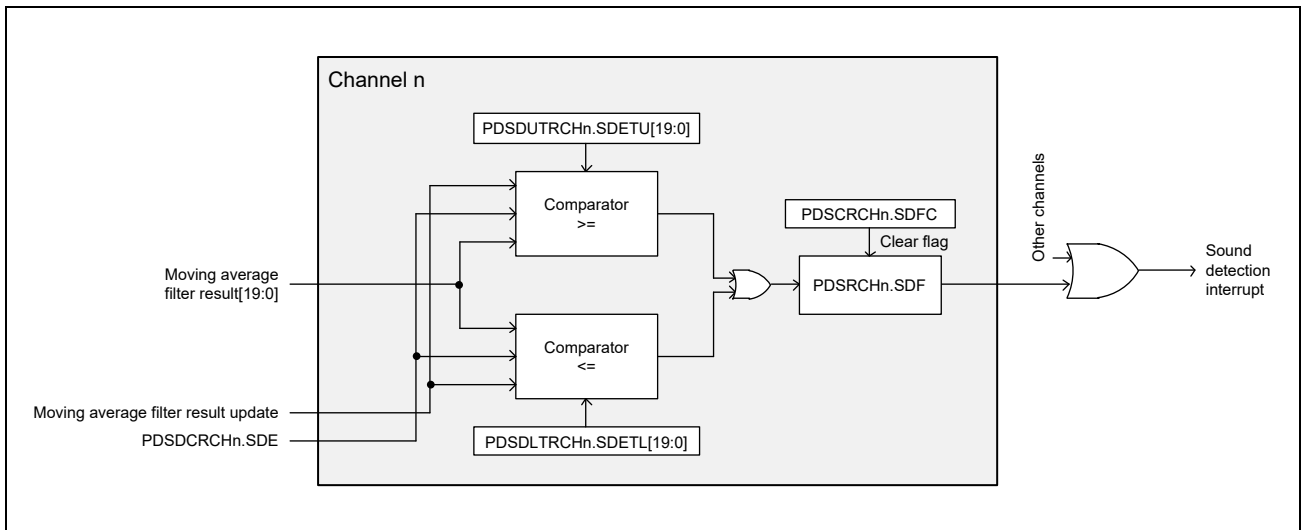 Channel n
PDSDUTRCHn.SDETU[19:0]
Comparator
>=
PDSCRCHn.SDFC
Clear flag
Other channels
Moving average
filter result[19:0]
PDSRCHn.SDF
Sound
detection
interrupt
Comparator
<=
Moving average filter result update
PDSDCRCHn.SDE
PDSDLTRCHn.SDETL[19:0]